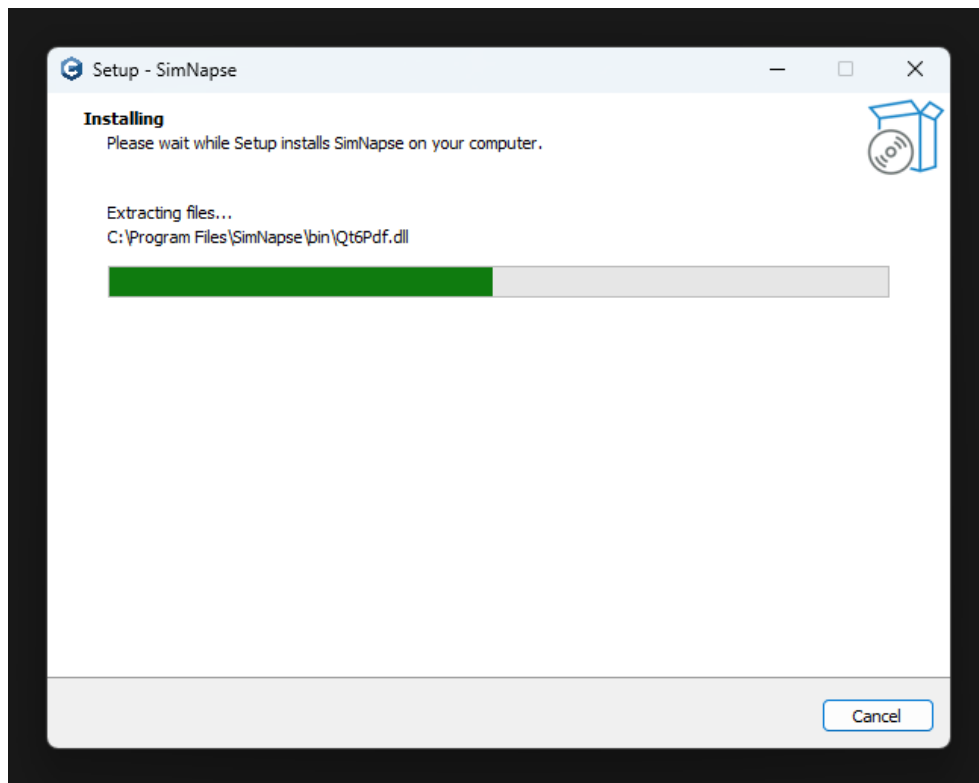 Setup - SimNapse
Installing
Please wait while Setup installs SimNapse on your computer.
Extracting files...
C:\Program Files\SimNapse\bin\Qt6Pdf.dll
Cancel